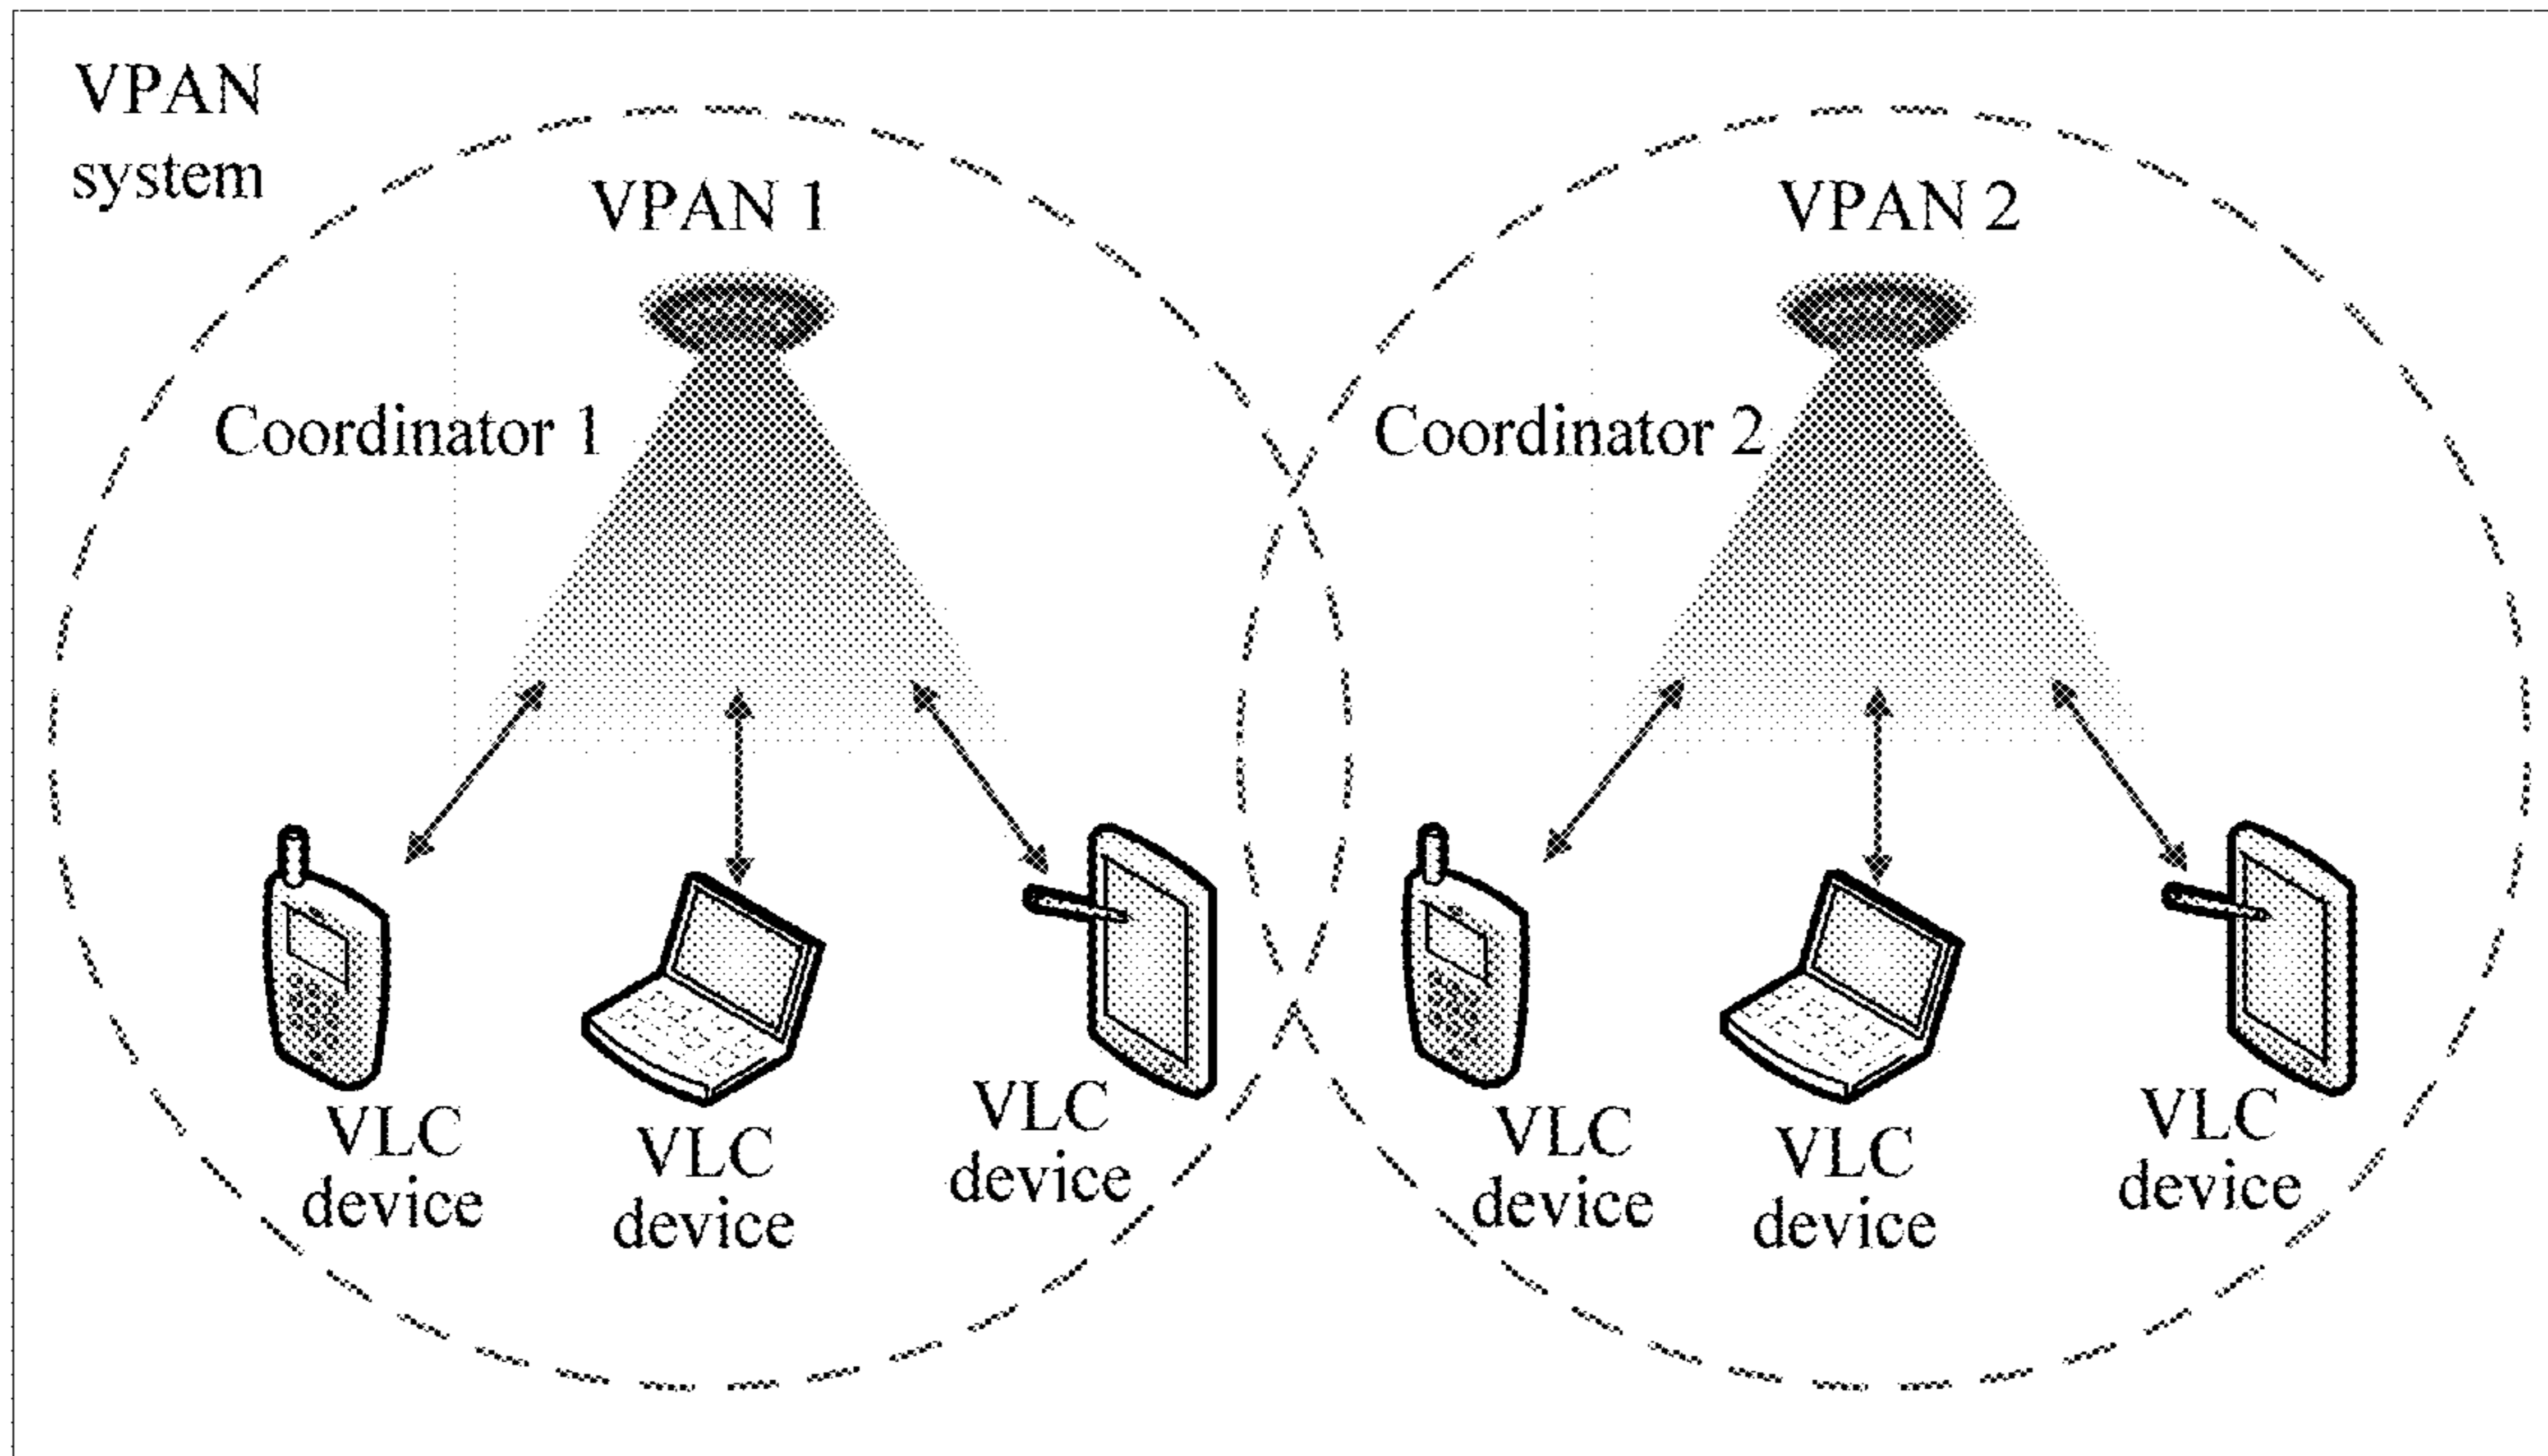 VPAN
system
VPAN 1
VPAN 2
Coordinator 1
Coordinator 2
VLC
device
VLC
device
VLC
device
VLC
device
VLC
device
VLC
device